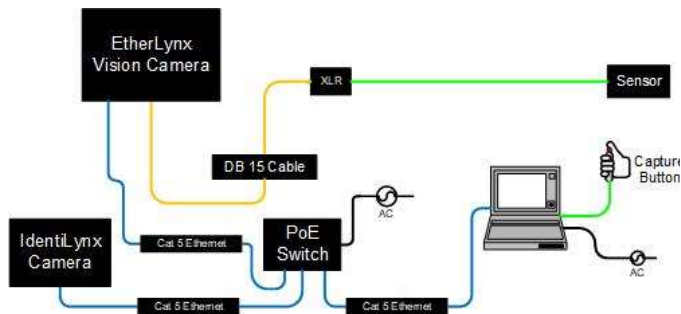 EtherLynx
Vision Camera
XLR
Sensor
DB 15 Cable
Capture
Button
AC
IdentiLynx
Camera
Cat 5 Ethernet
PoE
Switch
AC
Cat 5 Ethernet
Cat 5 Ethernet